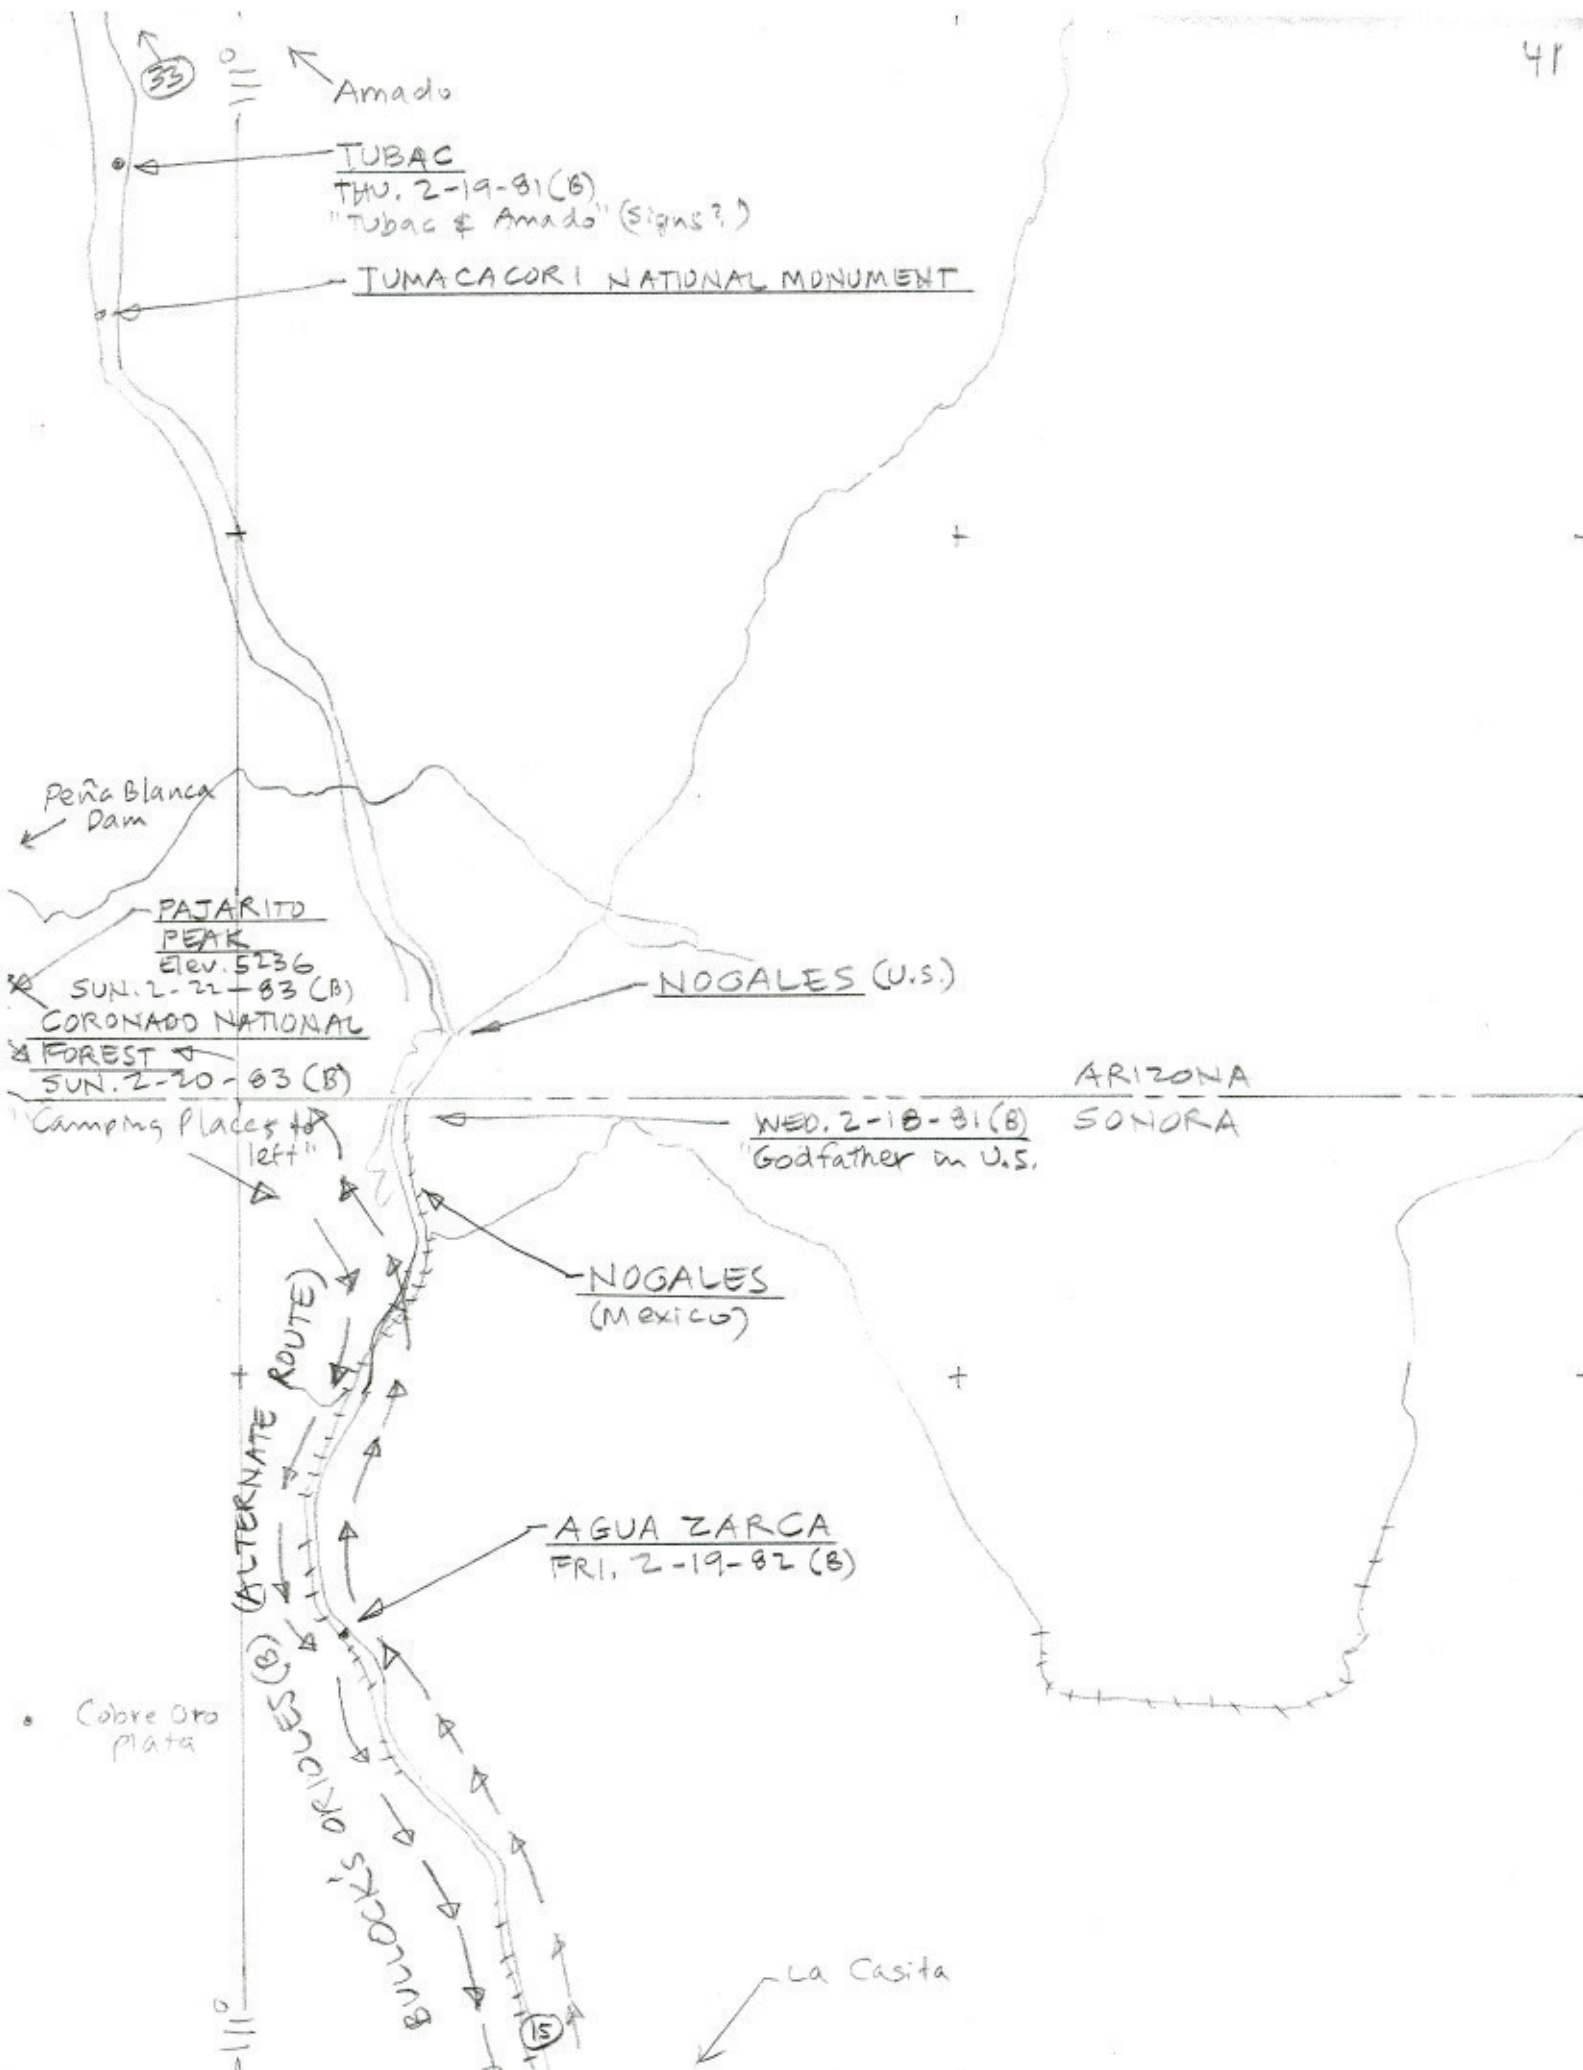 41
33
111°
Amado
TUBAC
THU. 2-19-81 (B)
"Tubac & Amado" (Signs?)
TUMACACORI NATIONAL MONUMENT
Peña Blanca
Dam
PAJARITO
PEAK
Elev. 5236
SUN. 2-22-83 (B)
NOGALES (U.S.)
CORONADO NATIONAL
FOREST
SUN. 2-20-83 (B)
"Camping Places to
left"
ARIZONA
SONORA
WED. 2-18-81 (B)
"Godfather in U.S.
NOGALES
(Mexico)
AGUA ZARCA
FRI. 2-19-82 (B)
BULLOCK'S ORIOLES (B) (ALTERNATE ROUTE)
Cobre Oro
Plata
La Casita
15
111°